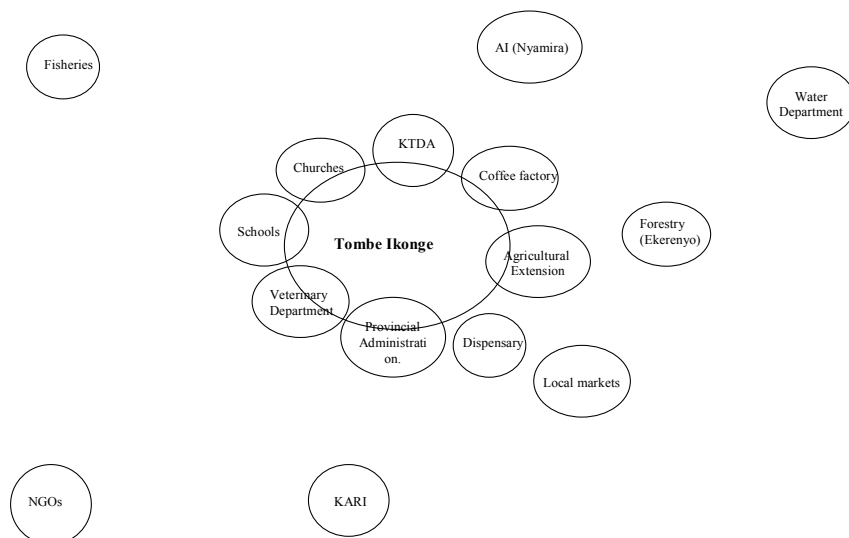 AI (Nyamira)
Fisheries
Water
Department
KTDA
Churches
Coffee factory
Schools
Forestry
(Ekerenyo)
Tombe Ikonge
Agricultural
Extension
Veterinary
Department
Provincial
Administrati
on.
Dispensary
Local markets
NGOs
KARI